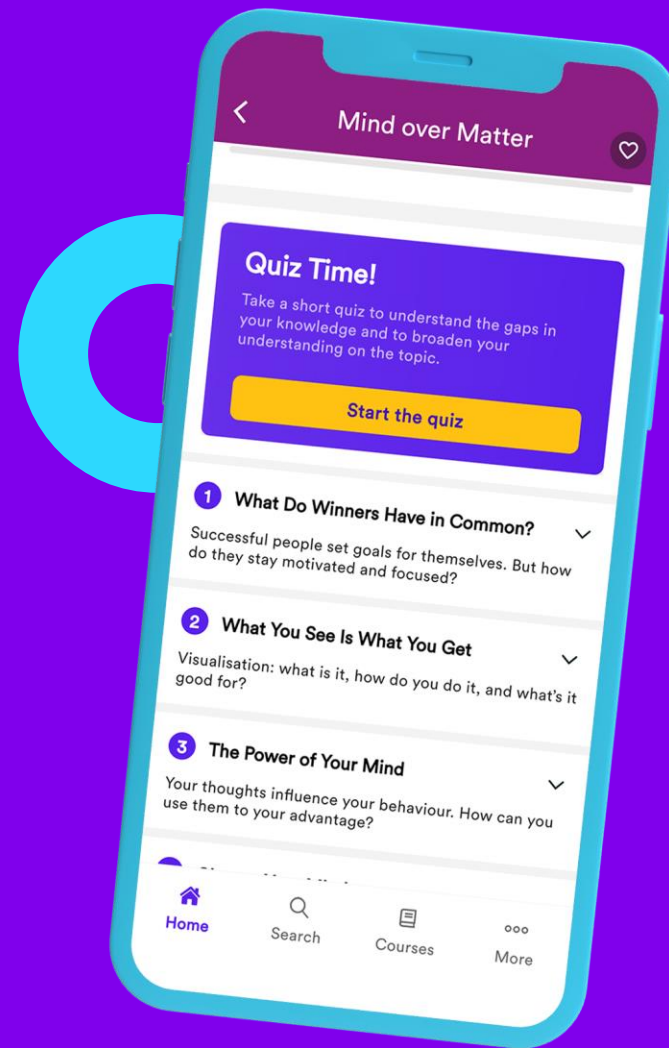 Mind over Matter
Quiz Time!
Take a short quiz to understand the gaps in
your knowledge and to broaden your
understanding on the topic.
Start the quiz
1 What Do Winners Have in Common?
Successful people set goals for themselves. But how
do they stay motivated and focused?
2 What You See Is What You Get
Visualisation: what is it, how do you do it, and what's it
good for?
3 The Power of Your Mind
Your thoughts influence your behaviour. How can you
use them to your advantage?
Home
Search
Courses
More